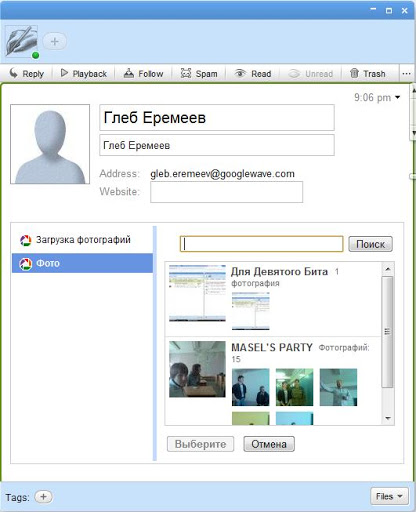 Reply Playback Follow Spam Read Unread Trash ...
9:06 pm
Глеб Еремеев
Глеб Еремеев
Address: gleb.eremeev@googlewave.com
Website:
Загрузка фотографий
Фото
Поиск
Для Девятого Бита 1
фотография
MASEL'S PARTY Фотографий:
15
Выберите Отмена
Tags: Files